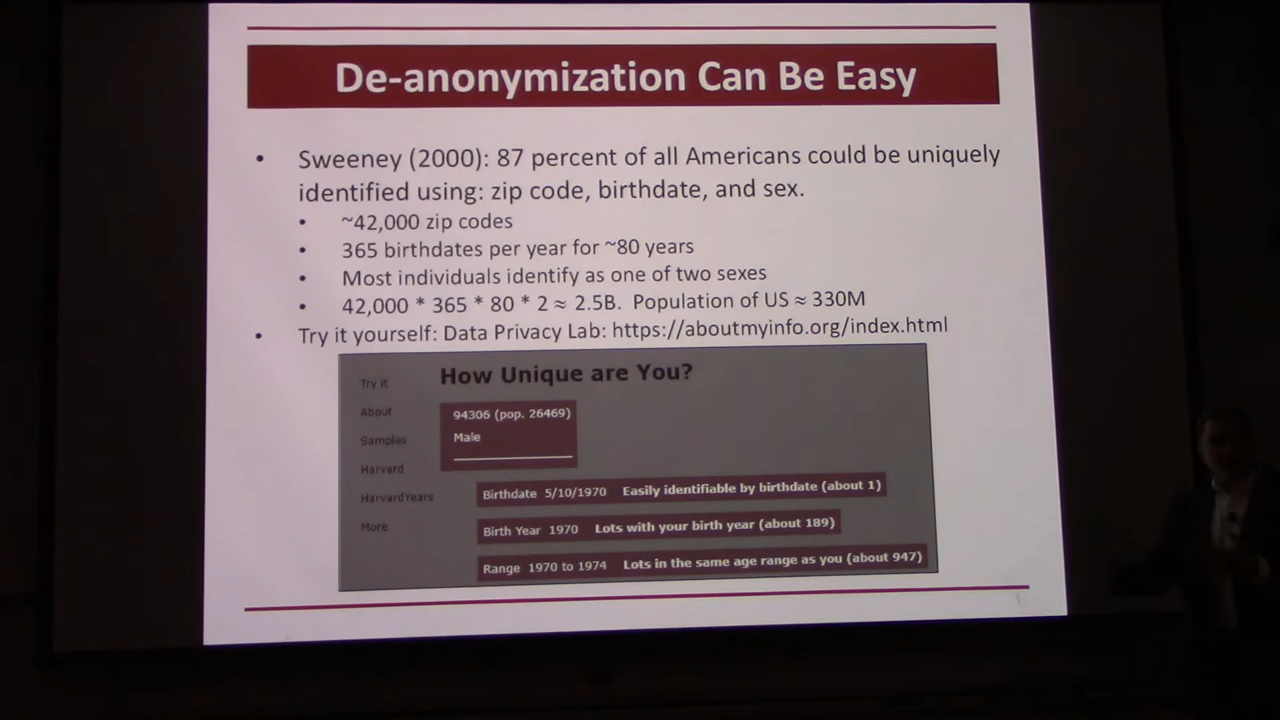 De-anonymization Can Be Easy
• Sweeney (2000): 87 percent of all Americans could be uniquely
identified using: zip code, birthdate, and sex.
• ~42,000 zip codes
• 365 birthdates per year for ~80 years
• Most individuals identify as one of two sexes
• 42,000 * 365 * 80 * 2 ≈ 2.5B. Population of US ≈ 330M
• Try it yourself: Data Privacy Lab: https://aboutmyinfo.org/index.html
How Unique are You?
Try it
About
Samples
Harvard
HarvardYears
More
94306 (pop. 26469)
Male
Birthdate 5/10/1970 Easily identifiable by birthdate (about 1)
Birth Year 1970 Lots with your birth year (about 189)
Range 1970 to 1974 Lots in the same age range as you (about 947)